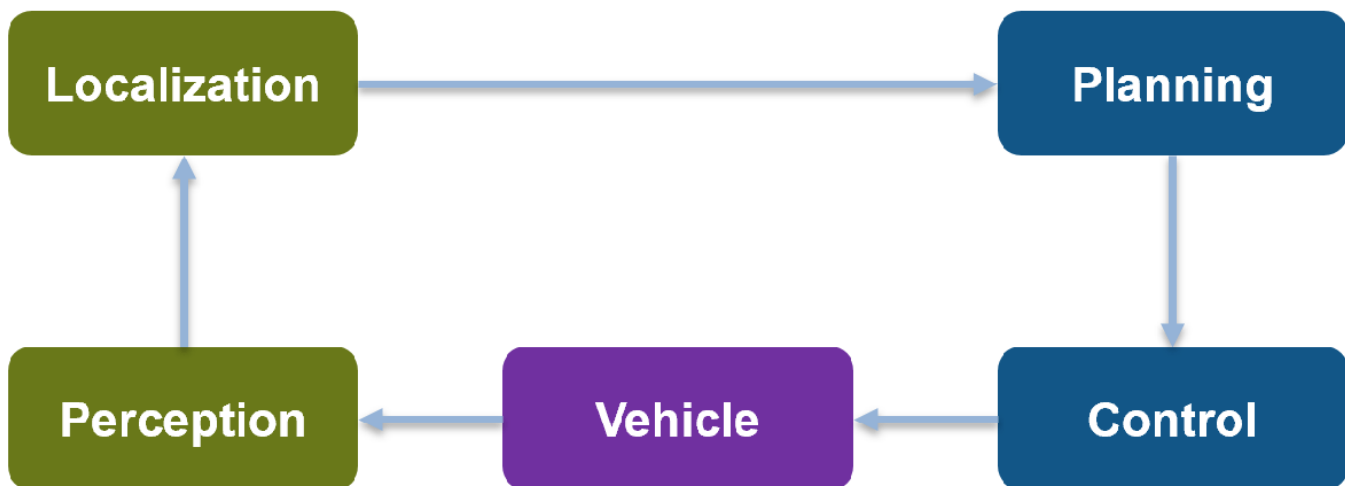 Localization
Planning
Perception
Vehicle
Control